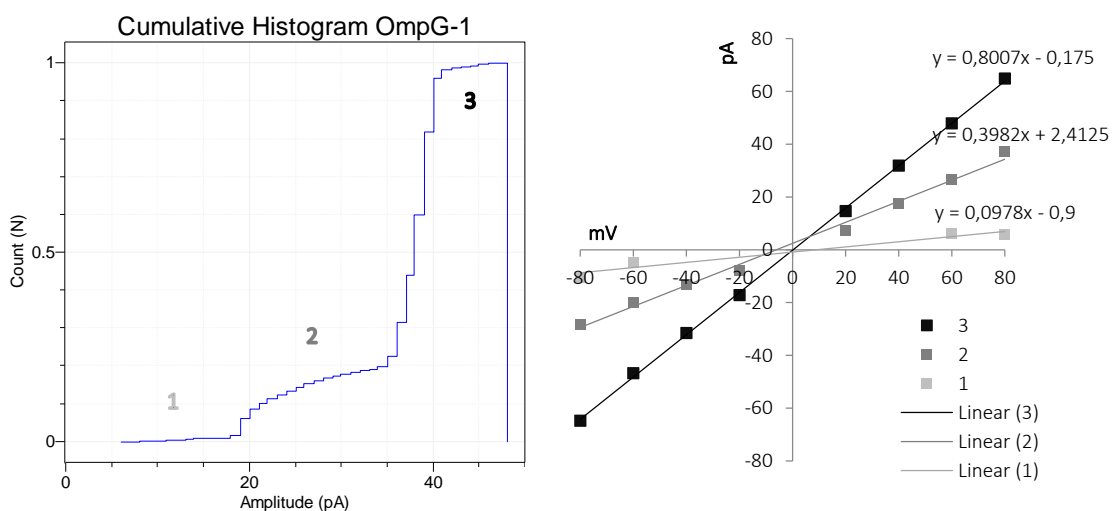 Cumulative Histogram OmpG-1
Count (N)
1
0.5
0
1
2
3
0
20
40
Amplitude (pA)
pA
mV
80
60
40
20
0
-20
-40
-60
-80
-80 -60 -40 -20 0 20 40 60 80
y = 0,8007x - 0,175
y = 0,3982x + 2,4125
y = 0,0978x - 0,9
3
2
1
Linear (3)
Linear (2)
Linear (1)